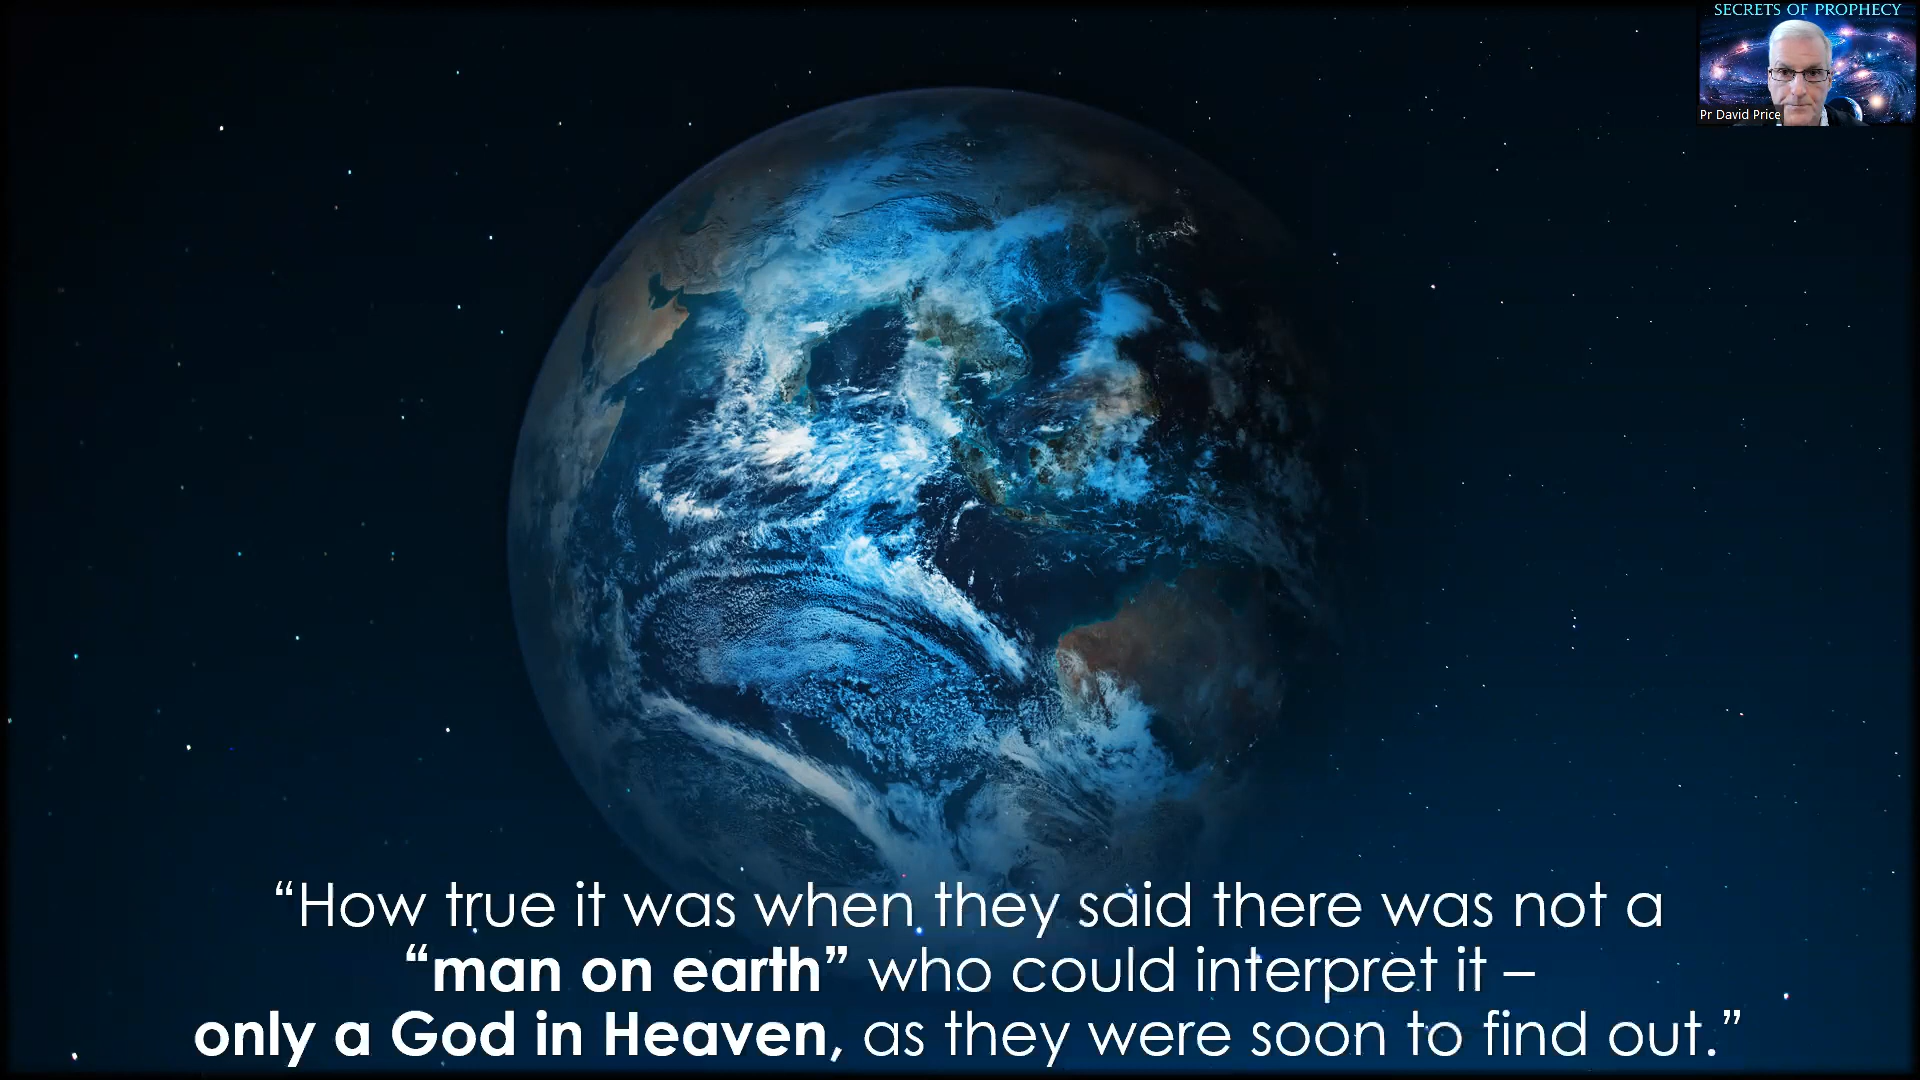 SECRETS OF PROPHECY
Pr David Price
“How true it was when they said there was not a
“man on earth” who could interpret it –
only a God in Heaven, as they were soon to find out.”